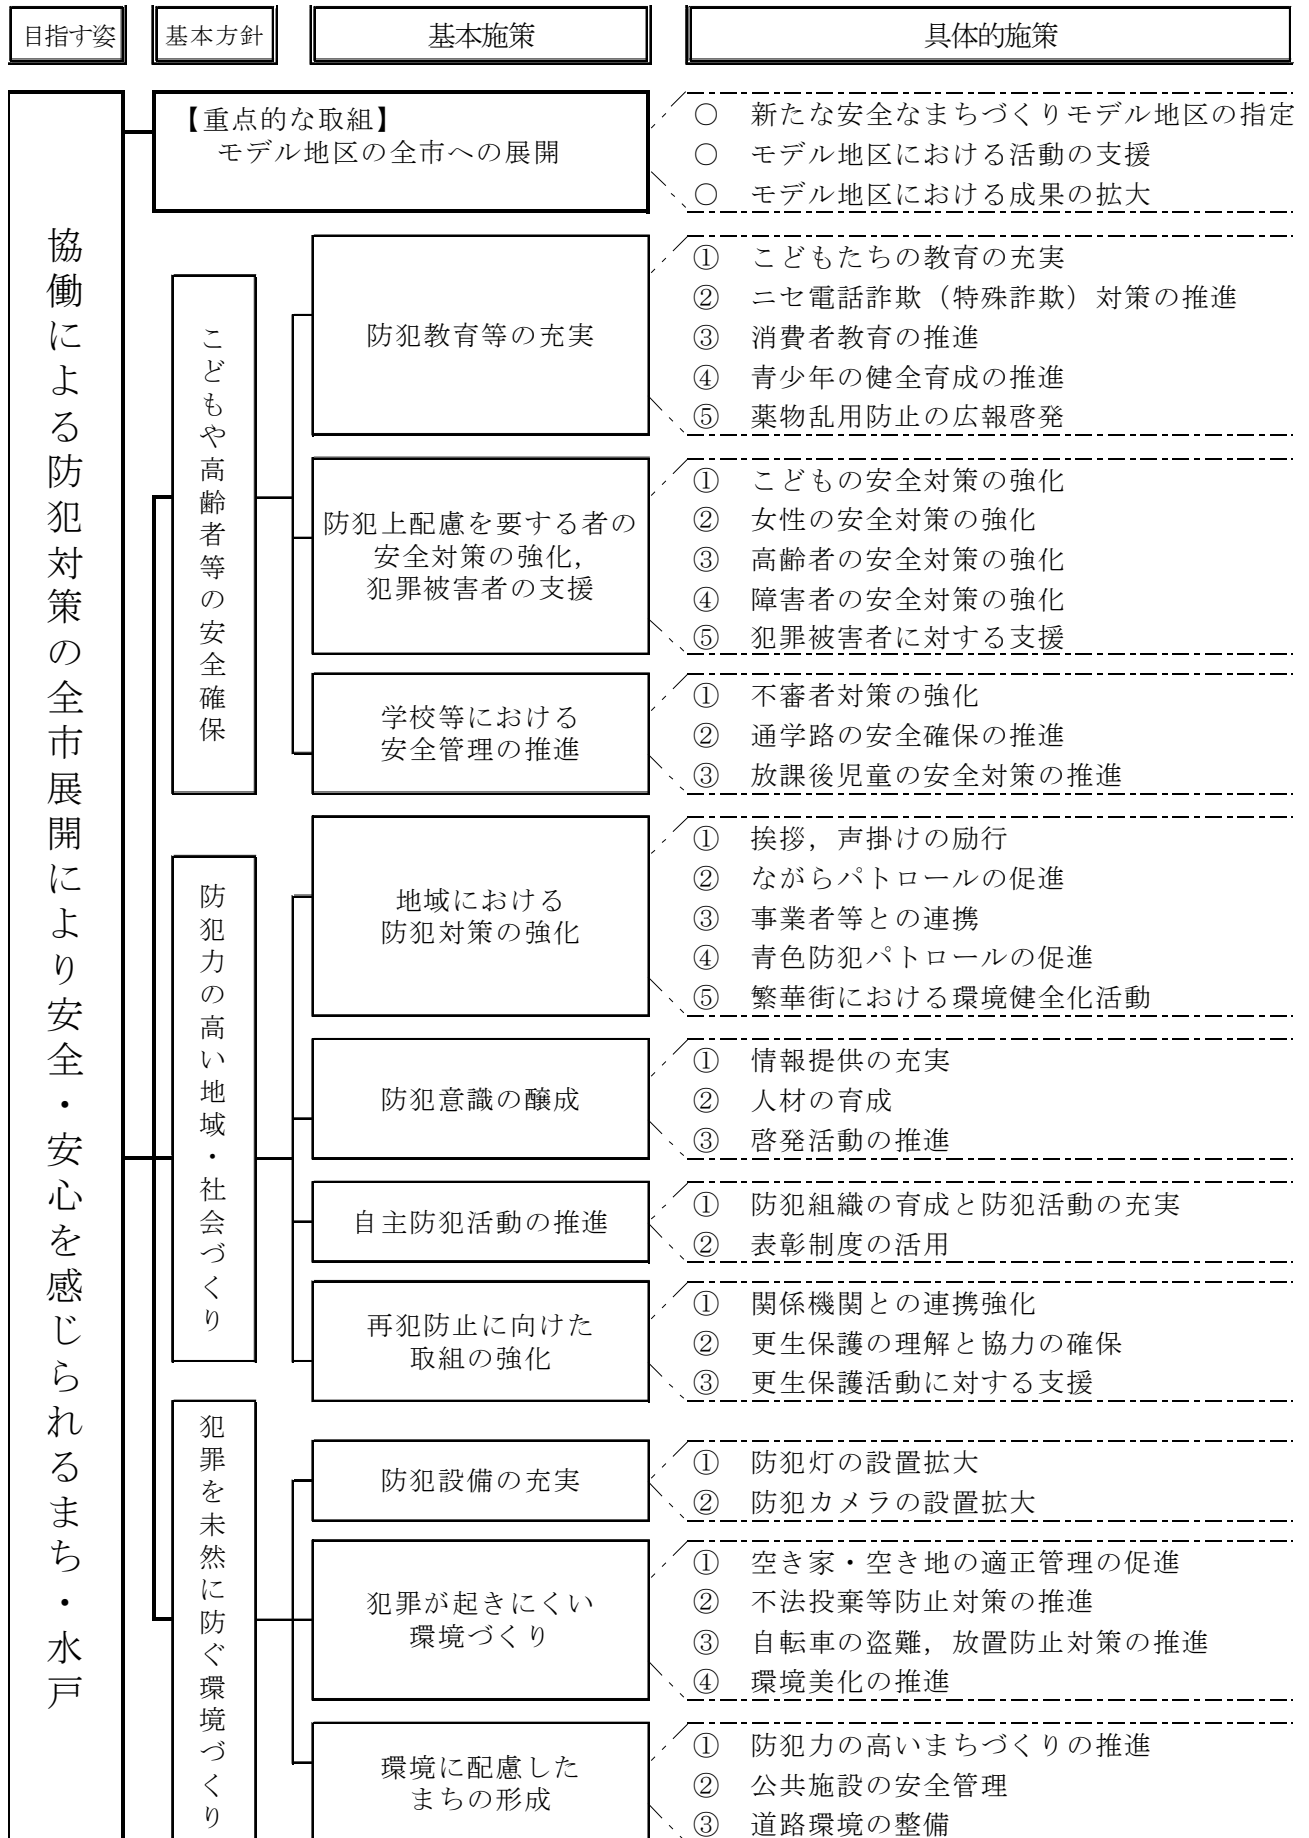 目指す姿
基本方針
基本施策
具体的施策
協働による防犯対策の全市展開により安全・安心を感じられるまち・水戸
【重点的な取組】
モデル地区の全市への展開
○ 新たな安全なまちづくりモデル地区の指定
○ モデル地区における活動の支援
○ モデル地区における成果の拡大
こどもや高齢者等の安全確保
防犯教育等の充実
① こどもたちの教育の充実
② ニセ電話詐欺（特殊詐欺）対策の推進
③ 消費者教育の推進
④ 青少年の健全育成の推進
⑤ 薬物乱用防止の広報啓発
防犯上配慮を要する者の
安全対策の強化，
犯罪被害者の支援
① こどもの安全対策の強化
② 女性の安全対策の強化
③ 高齢者の安全対策の強化
④ 障害者の安全対策の強化
⑤ 犯罪被害者に対する支援
学校等における
安全管理の推進
① 不審者対策の強化
② 通学路の安全確保の推進
③ 放課後児童の安全対策の推進
防犯力の高い地域・社会づくり
地域における
防犯対策の強化
① 挨拶，声掛けの励行
② ながらパトロールの促進
③ 事業者等との連携
④ 青色防犯パトロールの促進
⑤ 繁華街における環境健全化活動
防犯意識の醸成
① 情報提供の充実
② 人材の育成
③ 啓発活動の推進
自主防犯活動の推進
① 防犯組織の育成と防犯活動の充実
② 表彰制度の活用
再犯防止に向けた
取組の強化
① 関係機関との連携強化
② 更生保護の理解と協力の確保
③ 更生保護活動に対する支援
犯罪を未然に防ぐ環境づくり
防犯設備の充実
① 防犯灯の設置拡大
② 防犯カメラの設置拡大
犯罪が起きにくい
環境づくり
① 空き家・空き地の適正管理の促進
② 不法投棄等防止対策の推進
③ 自転車の盗難，放置防止対策の推進
④ 環境美化の推進
環境に配慮した
まちの形成
① 防犯力の高いまちづくりの推進
② 公共施設の安全管理
③ 道路環境の整備